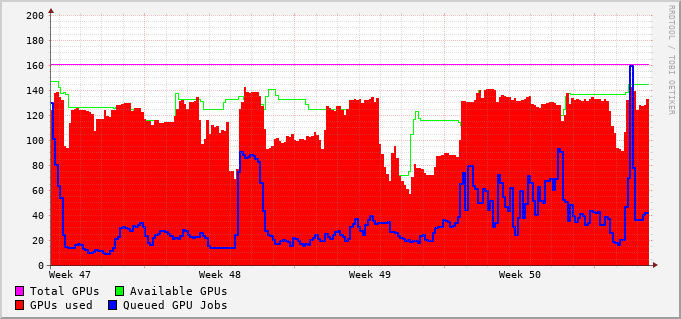 200
180
160
140
120
100
80
60
40
20
0
Week 47 Week 48 Week 49 Week 50
Total GPUs Available GPUs
GPUs used Queued GPU Jobs
RRDTOOL / TOBI OETIKER